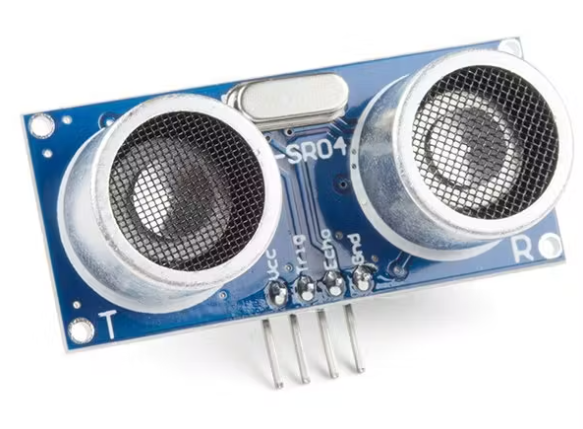 -SR04
Vcc
Trig
Echo
Gnd
T
R